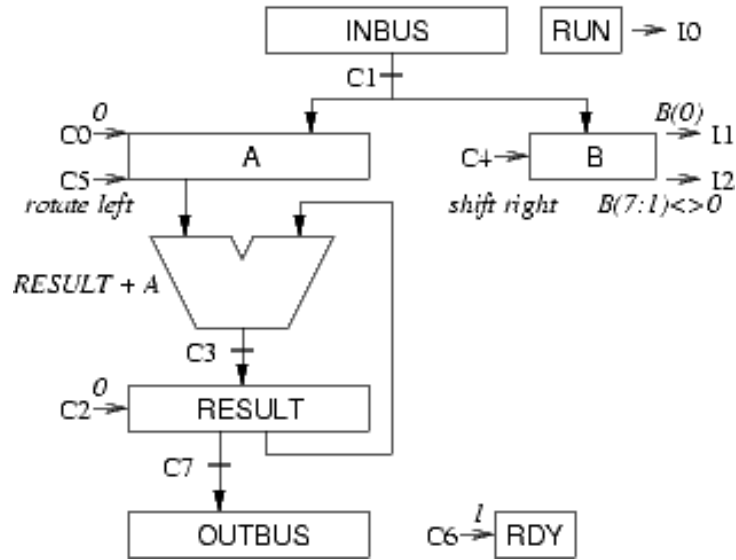 INBUS
RUN
I0
C1
0
C0
A
C5
rotate left
B(0)
I1
C4
B
I2
shift right
B(7:1)<>0
RESULT + A
C3
0
C2
RESULT
C7
OUTBUS
1
C6
RDY